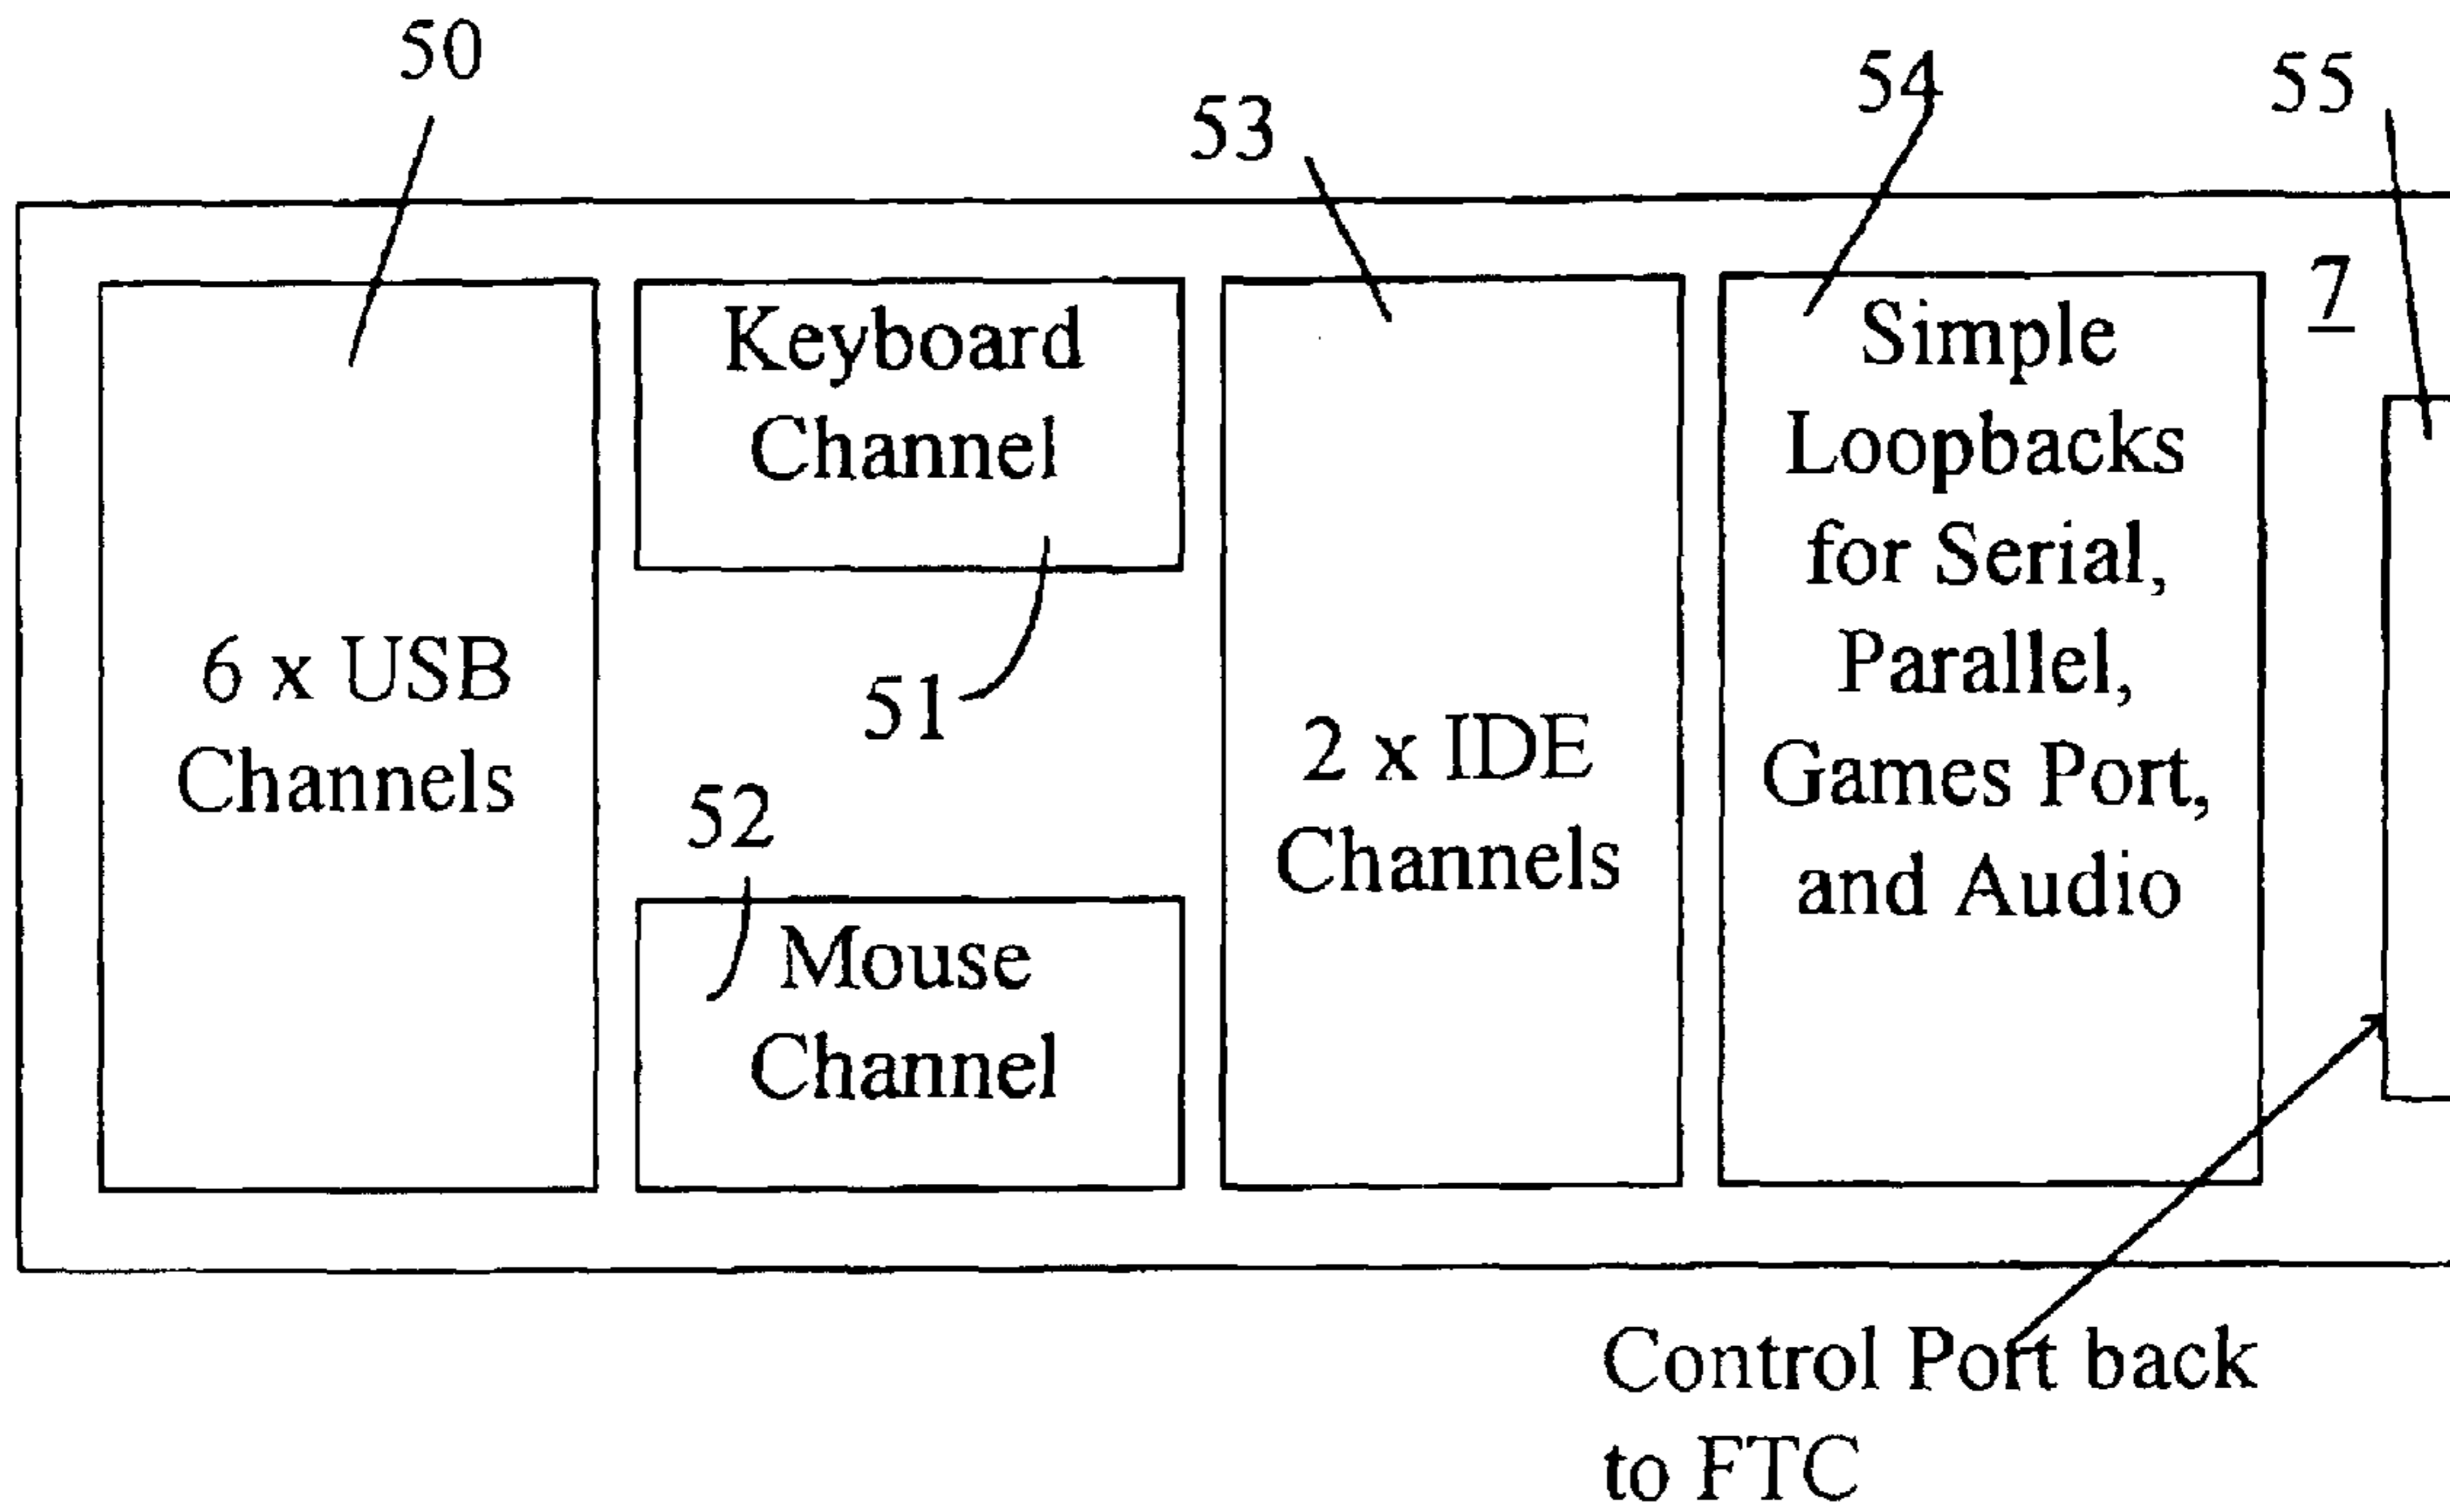 50
53
54
55
7
Keyboard
Channel
51
52
Mouse
Channel
6 x USB
Channels
2 x IDE
Channels
Simple
Loopbacks
for Serial,
Parallel,
Games Port,
and Audio
Control Port back
to FTC